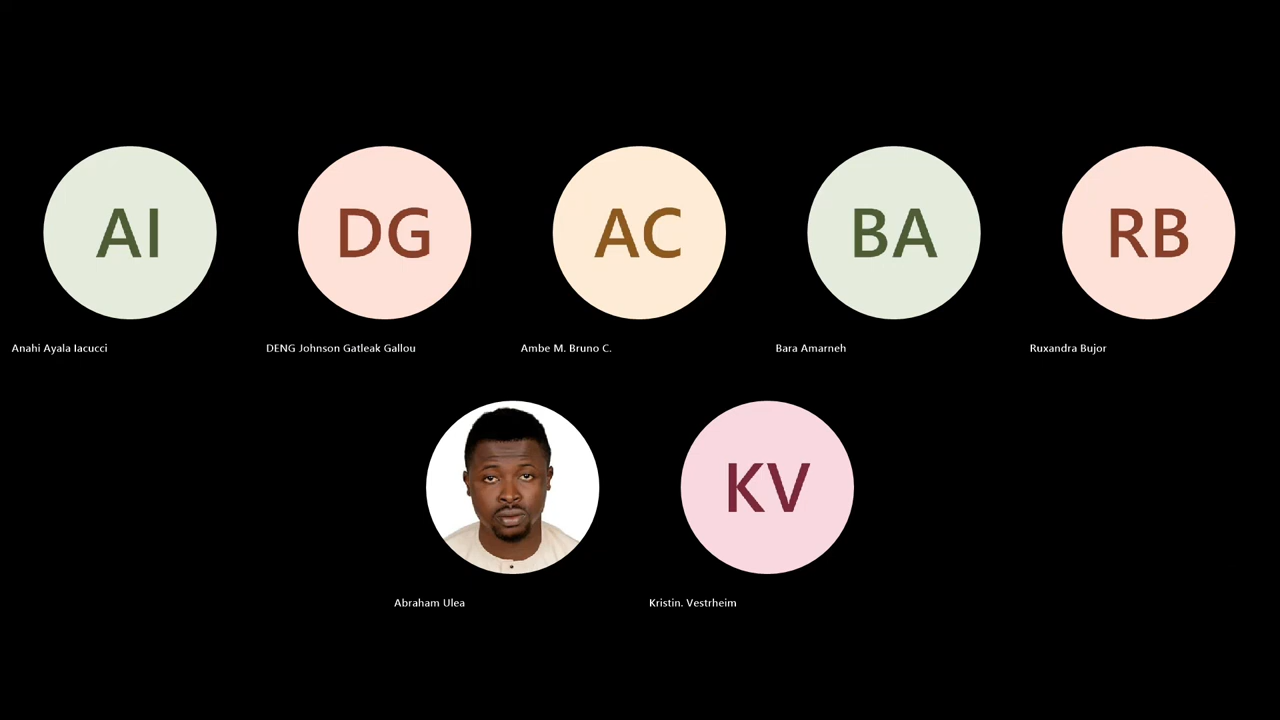 AI
DG
AC
BA
RB
Anahi Ayala Iacucci
DENG Johnson Gatleak Gallou
Ambe M. Bruno C.
Bara Amarneh
Ruxandra Bujor
KV
Abraham Ulea
Kristin. Vestrheim